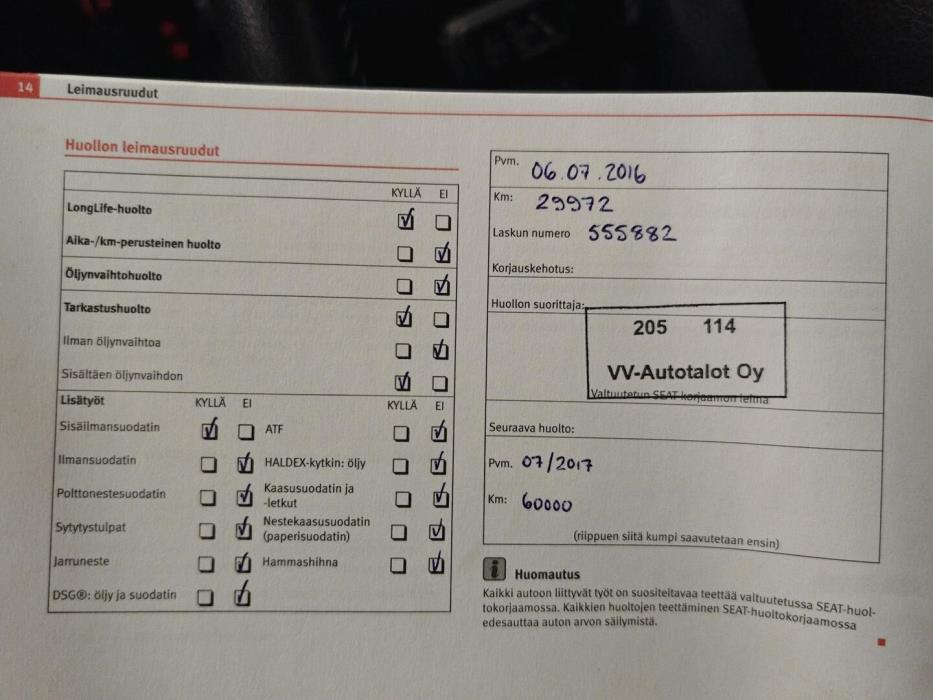 14 Leimausruudut
Huollon leimausruudut
KYLLÄ EI
LongLife-huolto
Aika-/km-perusteinen huolto
Öljynvaihtohuolto
Tarkastushuolto
Ilman öljynvaihtoa
Sisältäen öljynvaihdon
Lisätyöt KYLLÄ EI KYLLÄ EI
Sisäilmansuodatin ATF
Ilmansuodatin HALDEX-kytkin: öljy
Polttonestesuodatin Kaasusuodatin ja
-letkut
Sytytystulpat Nestekaasusuodatin
(paperisuodatin)
Jarruneste Hammashihna
DSG®: öljy ja suodatin
Pvm. 06.07.2016
Km: 29972
Laskun numero 555882
Korjauskehotus:
Huollon suorittaja:
205 114
VV-Autotalot Oy
Valtuutetun SEAT-korjaamon leima
Seuraava huolto:
Pvm. 07/2017
Km: 60000
(riippuen siitä kumpi saavutetaan ensin)
i Huomautus
Kaikki autoon liittyvät työt on suositeltavaa teettää valtuutetussa SEAT-huol-
tokorjaamossa. Kaikkien huoltojen teettäminen SEAT-huoltokorjaamossa
edesauttaa auton arvon säilymistä.